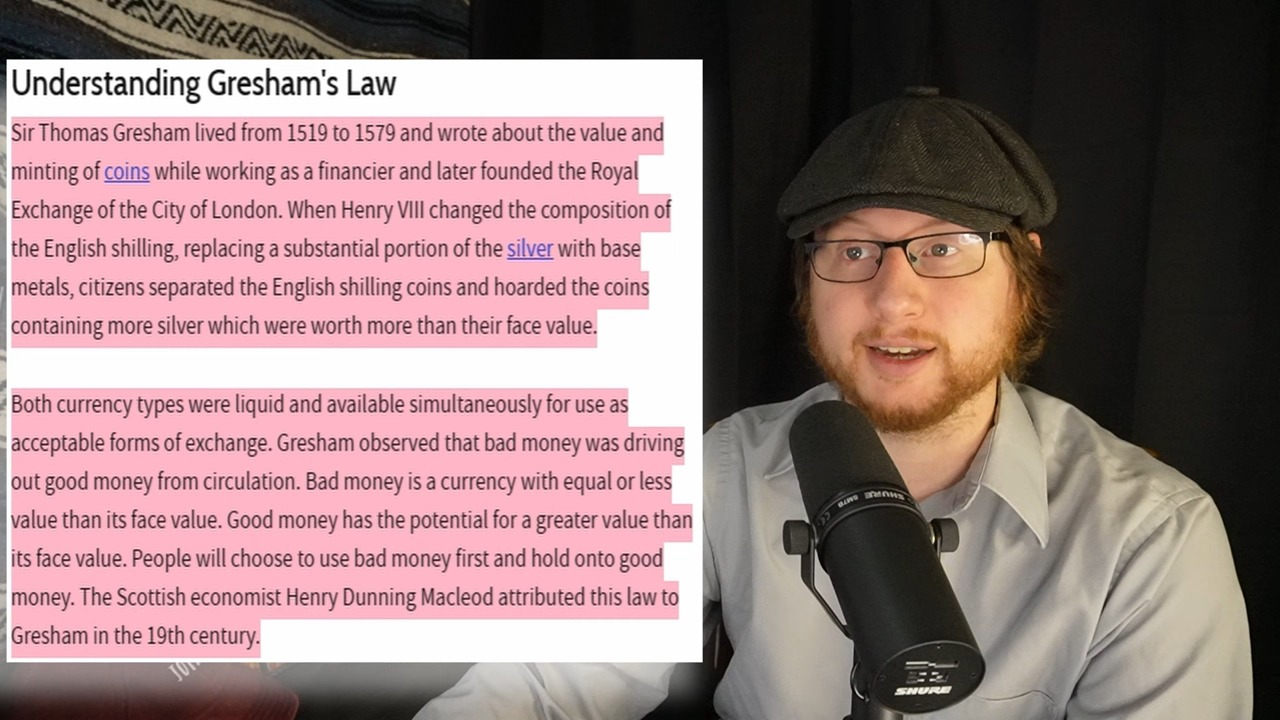 Understanding Gresham's Law
Sir Thomas Gresham lived from 1519 to 1579 and wrote about the value and
minting of coins while working as a financier and later founded the Royal
Exchange of the City of London. When Henry VIII changed the composition of
the English shilling, replacing a substantial portion of the silver with base
metals, citizens separated the English shilling coins and hoarded the coins
containing more silver which were worth more than their face value.
Both currency types were liquid and available simultaneously for use as
acceptable forms of exchange. Gresham observed that bad money was driving
out good money from circulation. Bad money is a currency with equal or less
value than its face value. Good money has the potential for a greater value than
its face value. People will choose to use bad money first and hold onto good
money. The Scottish economist Henry Dunning Macleod attributed this law to
Gresham in the 19th century.
SHURE SM7B
SHURE